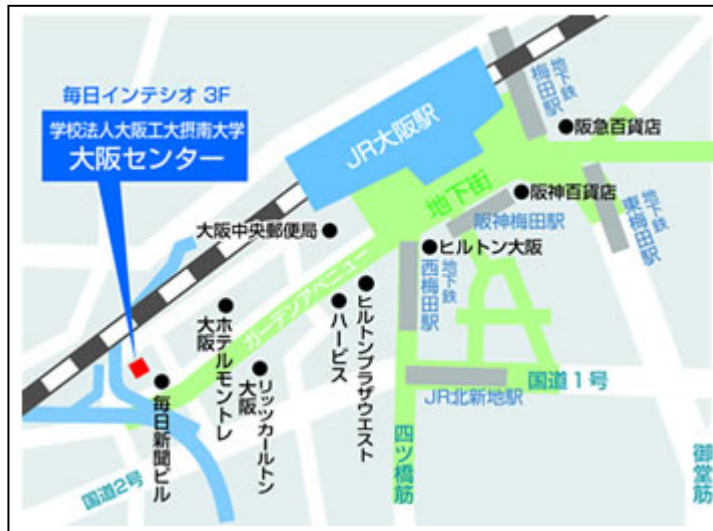 毎日インテシオ 3F
学校法人大阪工大摂南大学
大阪センター
JR大阪駅
地下鉄
梅田駅
阪急百貨店
地下街
阪神百貨店
阪神梅田駅
地下鉄
東梅田駅
大阪中央郵便局
ヒルトン大阪
地下鉄
西梅田駅
ガーデンアベニュー
ヒルトンプラザウエスト
ハービス
ホテルモントレ
大阪
リッツカールトン
大阪
毎日新聞ビル
JR北新地駅
国道1号
国道2号
四ツ橋筋
御堂筋